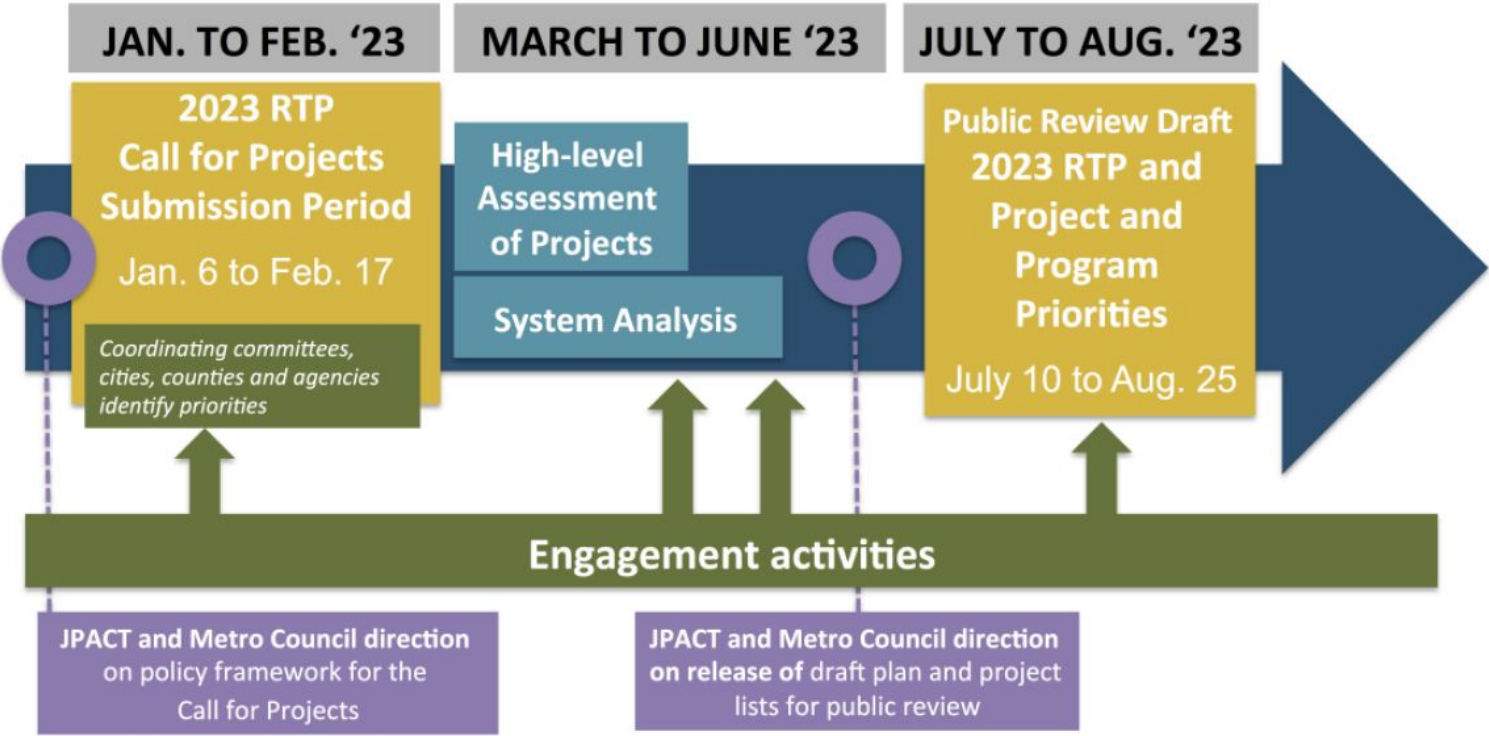 JAN. TO FEB. ‘23
MARCH TO JUNE ‘23
JULY TO AUG. ‘23
2023 RTP
Call for Projects
Submission Period
Jan. 6 to Feb. 17
Coordinating committees,
cities, counties and agencies
identify priorities
High-level
Assessment
of Projects
System Analysis
Public Review Draft
2023 RTP and
Project and
Program
Priorities
July 10 to Aug. 25
Engagement activities
JPACT and Metro Council direction
on policy framework for the
Call for Projects
JPACT and Metro Council direction
on release of draft plan and project
lists for public review